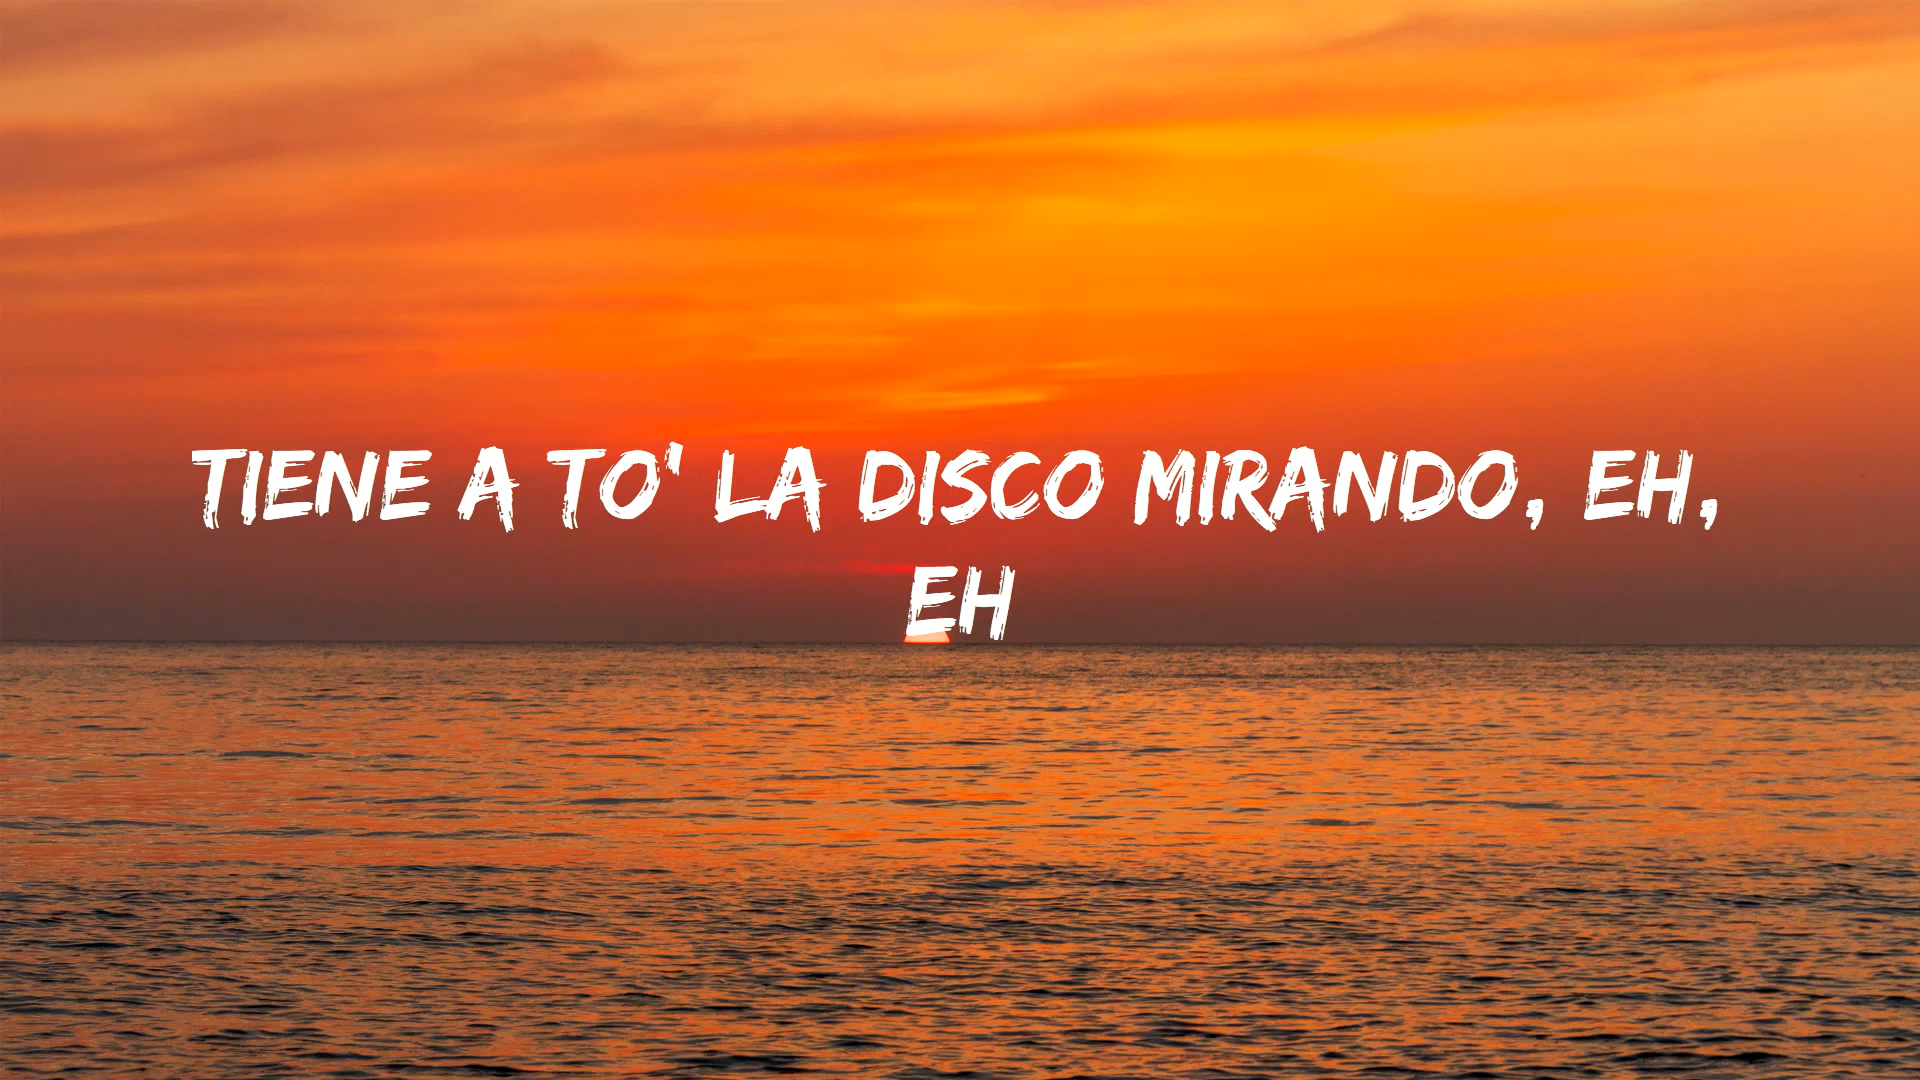 TIENE A TO' LA DISCO MIRANDO, EH,
EH